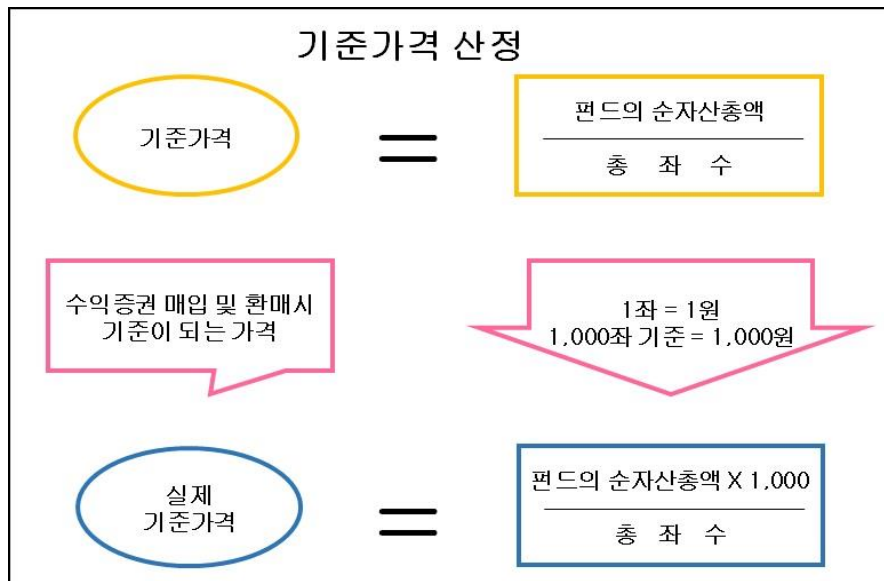 기준가격 산정
기준가격
=
펀드의 순자산총액
총 좌 수
수익증권 매입 및 환매시
기준이 되는 가격
1좌 = 1원
1,000좌 기준 = 1,000원
실제
기준가격
=
펀드의 순자산총액 X 1,000
총 좌 수